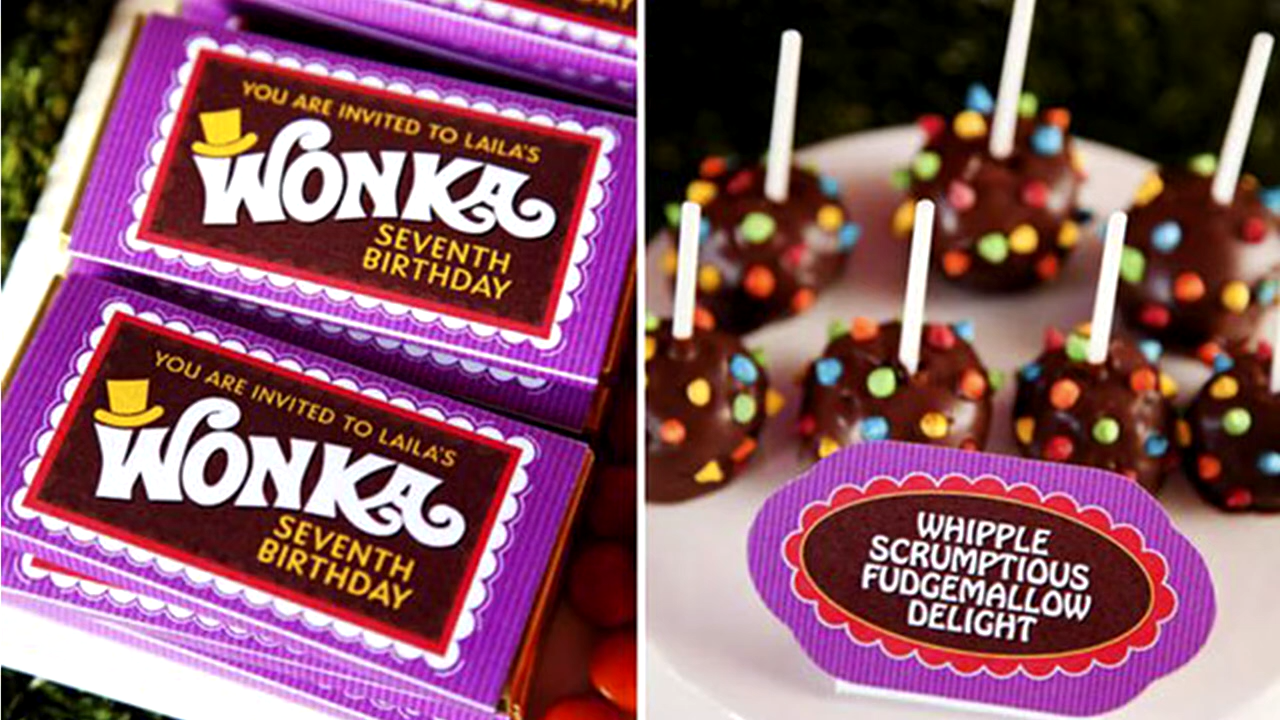 DAY
YOU ARE INVITED TO LAILA'S
WONKA
SEVENTH
BIRTHDAY
YOU ARE INVITED TO LAILA'S
WONKA
SEVENTH
BIRTHDAY
WHIPPLE
SCRUMPTIOUS
FUDGEMALLOW
DELIGHT